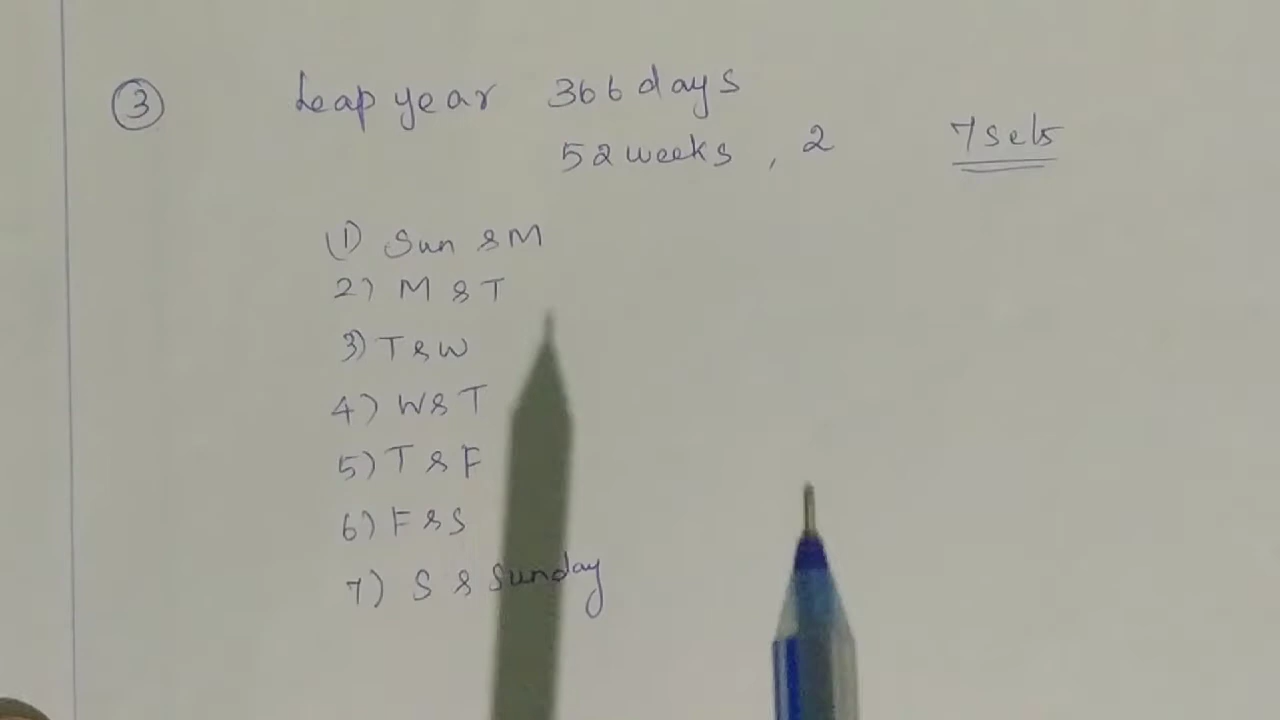 3 Leap year 366 days
52 weeks, 2 7 sets
1) Sun & M
2) M & T
3) T & W
4) W & T
5) T & F
6) F & S
7) S & Sunday